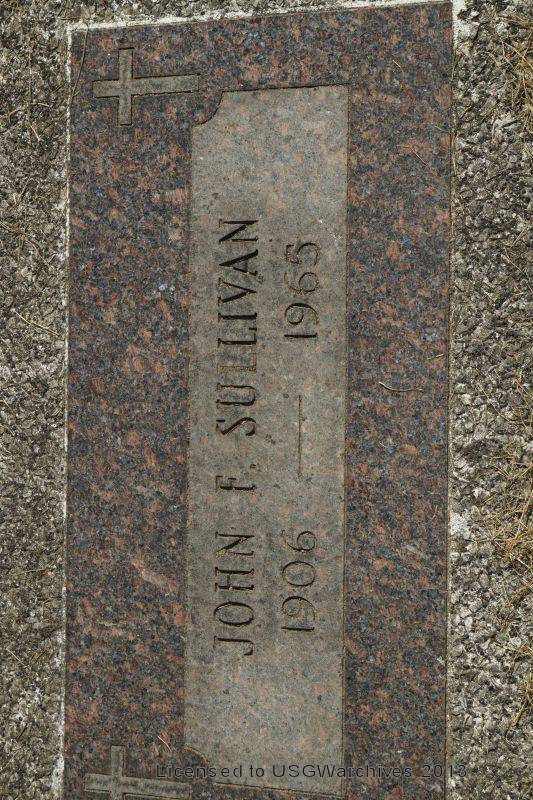 JOHN F. SULLIVAN
1906 — 1965
Licensed to USGWarchives 2013